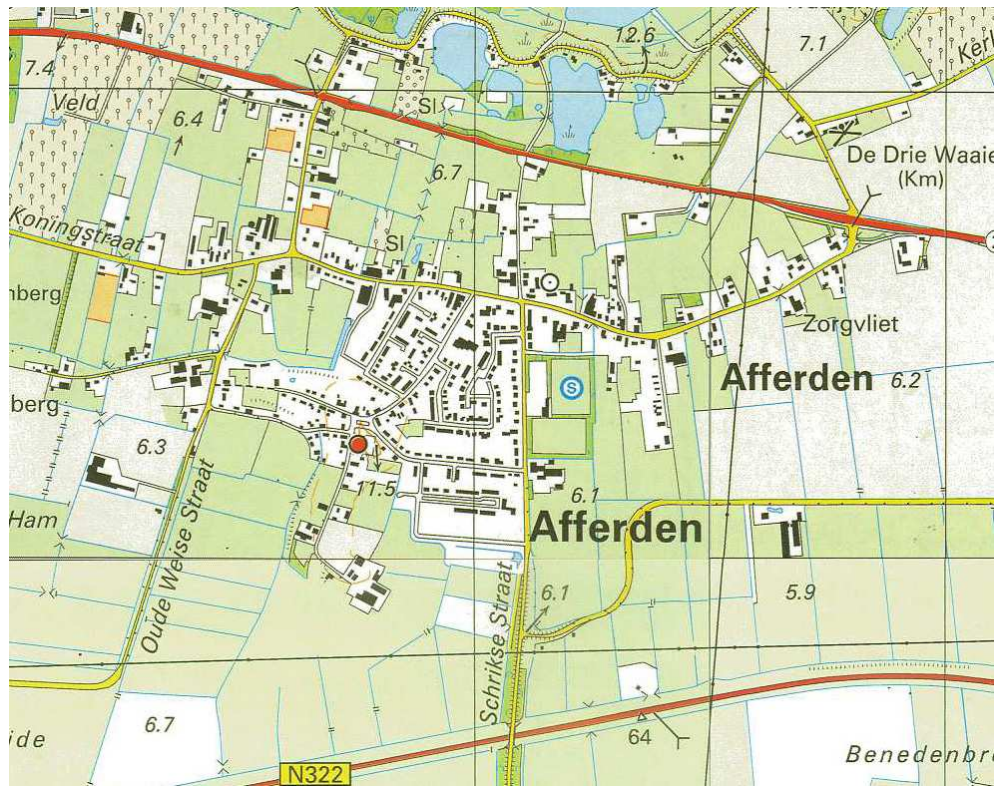 12.6
7.1
Kerk
7.4
Veld
6.4
Sl
6.7
De Drie Waaie
(Km)
Koningstraat
Sl
nberg
Zorgvliet
Afferden
6.2
S
berg
6.3
11.5
6.1
Ham
Afferden
Oude Weise Straat
Schrikse Straat
6.1
5.9
6.7
ide
64
N322
Benedenbr